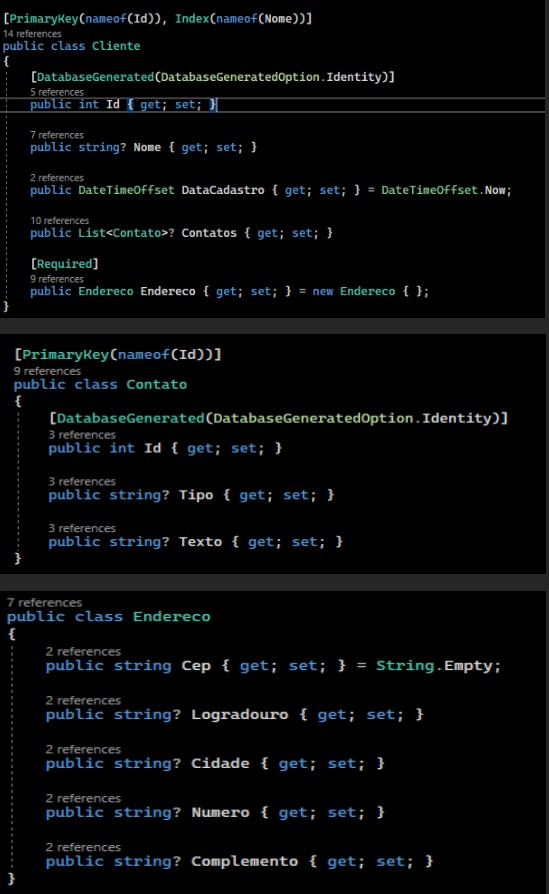 [PrimaryKey(nameof(Id)), Index(nameof(Nome))]
14 references
public class Cliente
{
[DatabaseGenerated(DatabaseGeneratedOption.Identity)]
5 references
public int Id { get; set; }
7 references
public string? Nome { get; set; }
2 references
public DateTimeOffset DataCadastro { get; set; } = DateTimeOffset.Now;
10 references
public List<Contato>? Contatos { get; set; }
[Required]
9 references
public Endereco Endereco { get; set; } = new Endereco { };
}
[PrimaryKey(nameof(Id))]
9 references
public class Contato
{
[DatabaseGenerated(DatabaseGeneratedOption.Identity)]
3 references
public int Id { get; set; }
3 references
public string? Tipo { get; set; }
3 references
public string? Texto { get; set; }
}
7 references
public class Endereco
{
2 references
public string Cep { get; set; } = String.Empty;
2 references
public string? Logradouro { get; set; }
2 references
public string? Cidade { get; set; }
2 references
public string? Numero { get; set; }
2 references
public string? Complemento { get; set; }
}